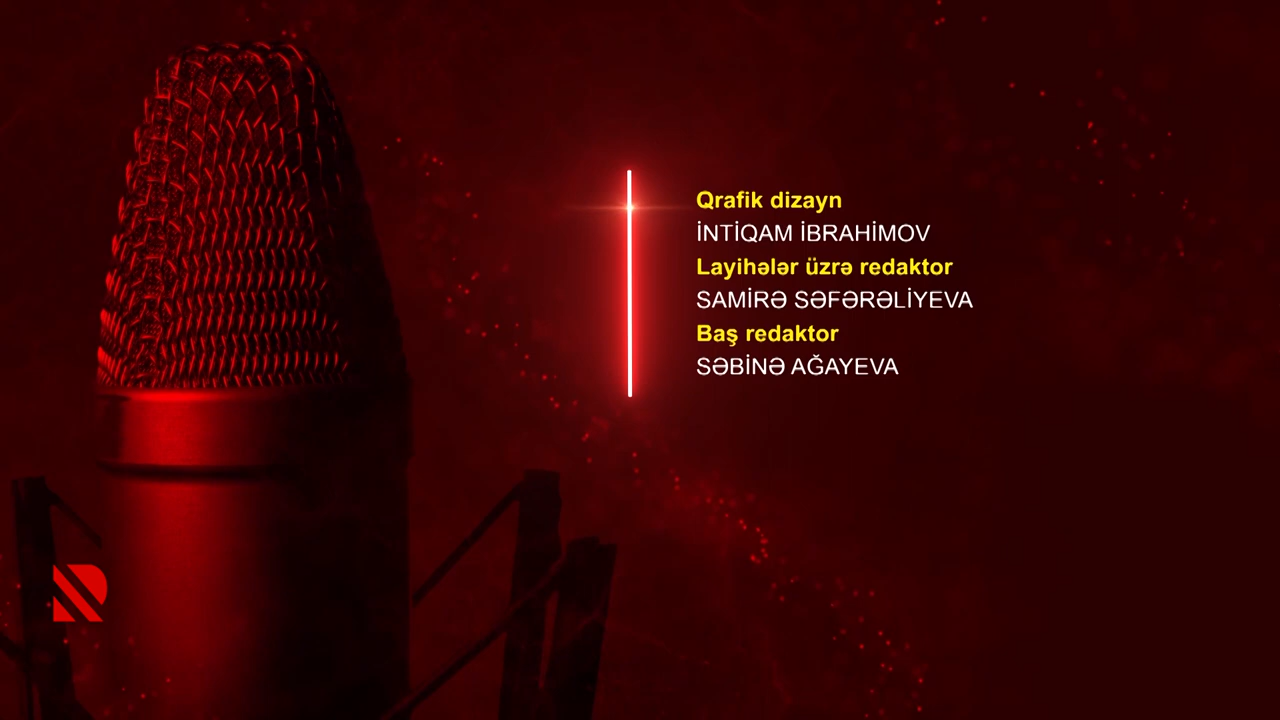 Qrafik dizayn
İNTİQAM İBRAHİMOV
Layihələr üzrə redaktor
SAMİRƏ SƏFƏRƏLİYEVA
Baş redaktor
SƏBİNƏ AĞAYEVA